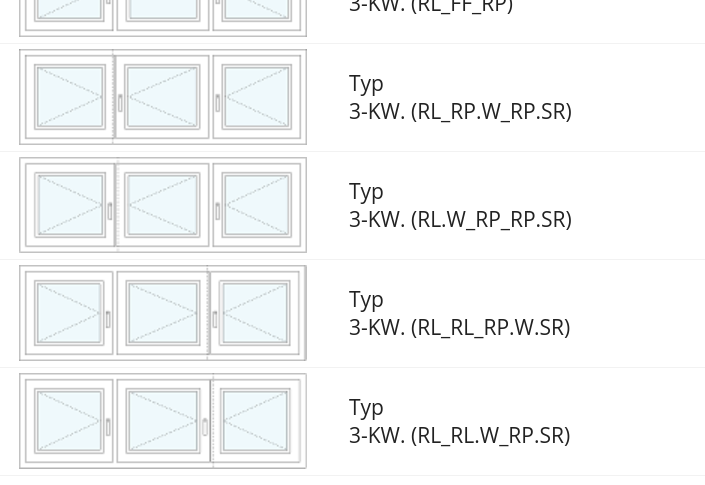 3-KW. (RL_FF_RP)
Typ
3-KW. (RL_RP.W_RP.SR)
Typ
3-KW. (RL.W_RP_RP.SR)
Typ
3-KW. (RL_RL_RP.W.SR)
Typ
3-KW. (RL_RL.W_RP.SR)